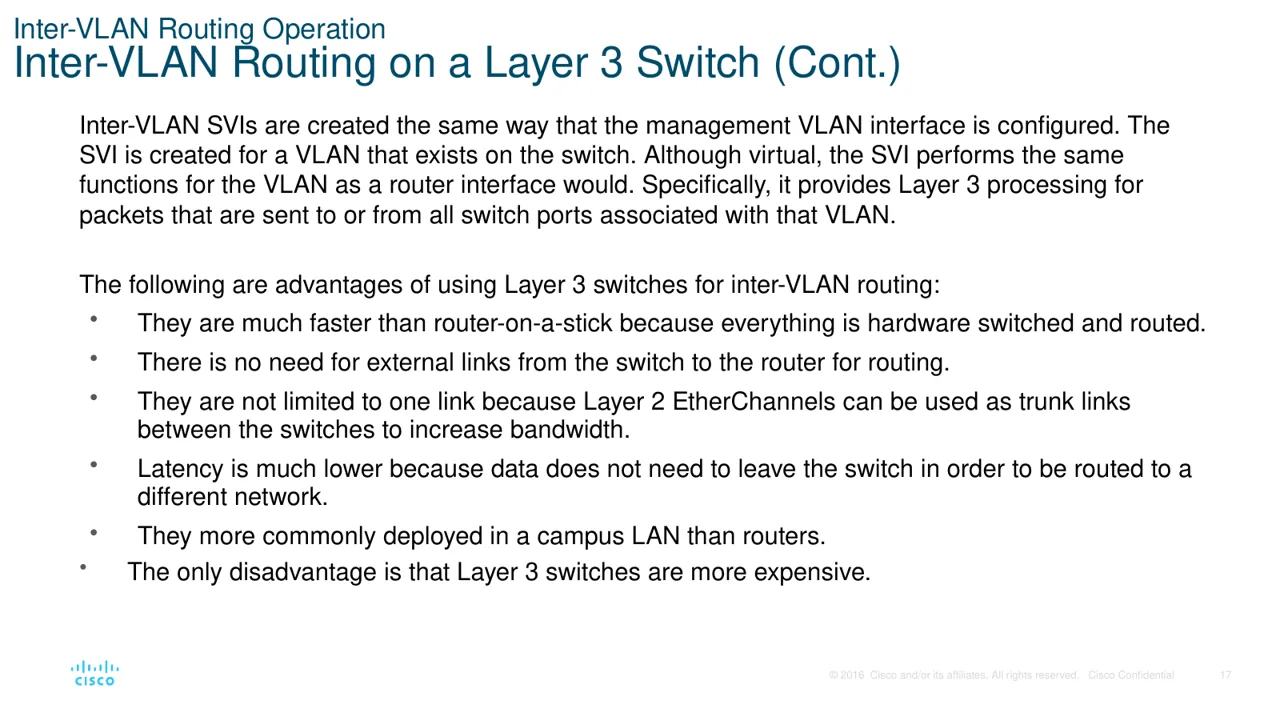 Inter-VLAN Routing Operation
Inter-VLAN Routing on a Layer 3 Switch (Cont.)
Inter-VLAN SVIs are created the same way that the management VLAN interface is configured. The
SVI is created for a VLAN that exists on the switch. Although virtual, the SVI performs the same
functions for the VLAN as a router interface would. Specifically, it provides Layer 3 processing for
packets that are sent to or from all switch ports associated with that VLAN.
The following are advantages of using Layer 3 switches for inter-VLAN routing:
• They are much faster than router-on-a-stick because everything is hardware switched and routed.
• There is no need for external links from the switch to the router for routing.
• They are not limited to one link because Layer 2 EtherChannels can be used as trunk links
between the switches to increase bandwidth.
• Latency is much lower because data does not need to leave the switch in order to be routed to a
different network.
• They more commonly deployed in a campus LAN than routers.
• The only disadvantage is that Layer 3 switches are more expensive.
CISCO
© 2016 Cisco and/or its affiliates. All rights reserved. Cisco Confidential 17